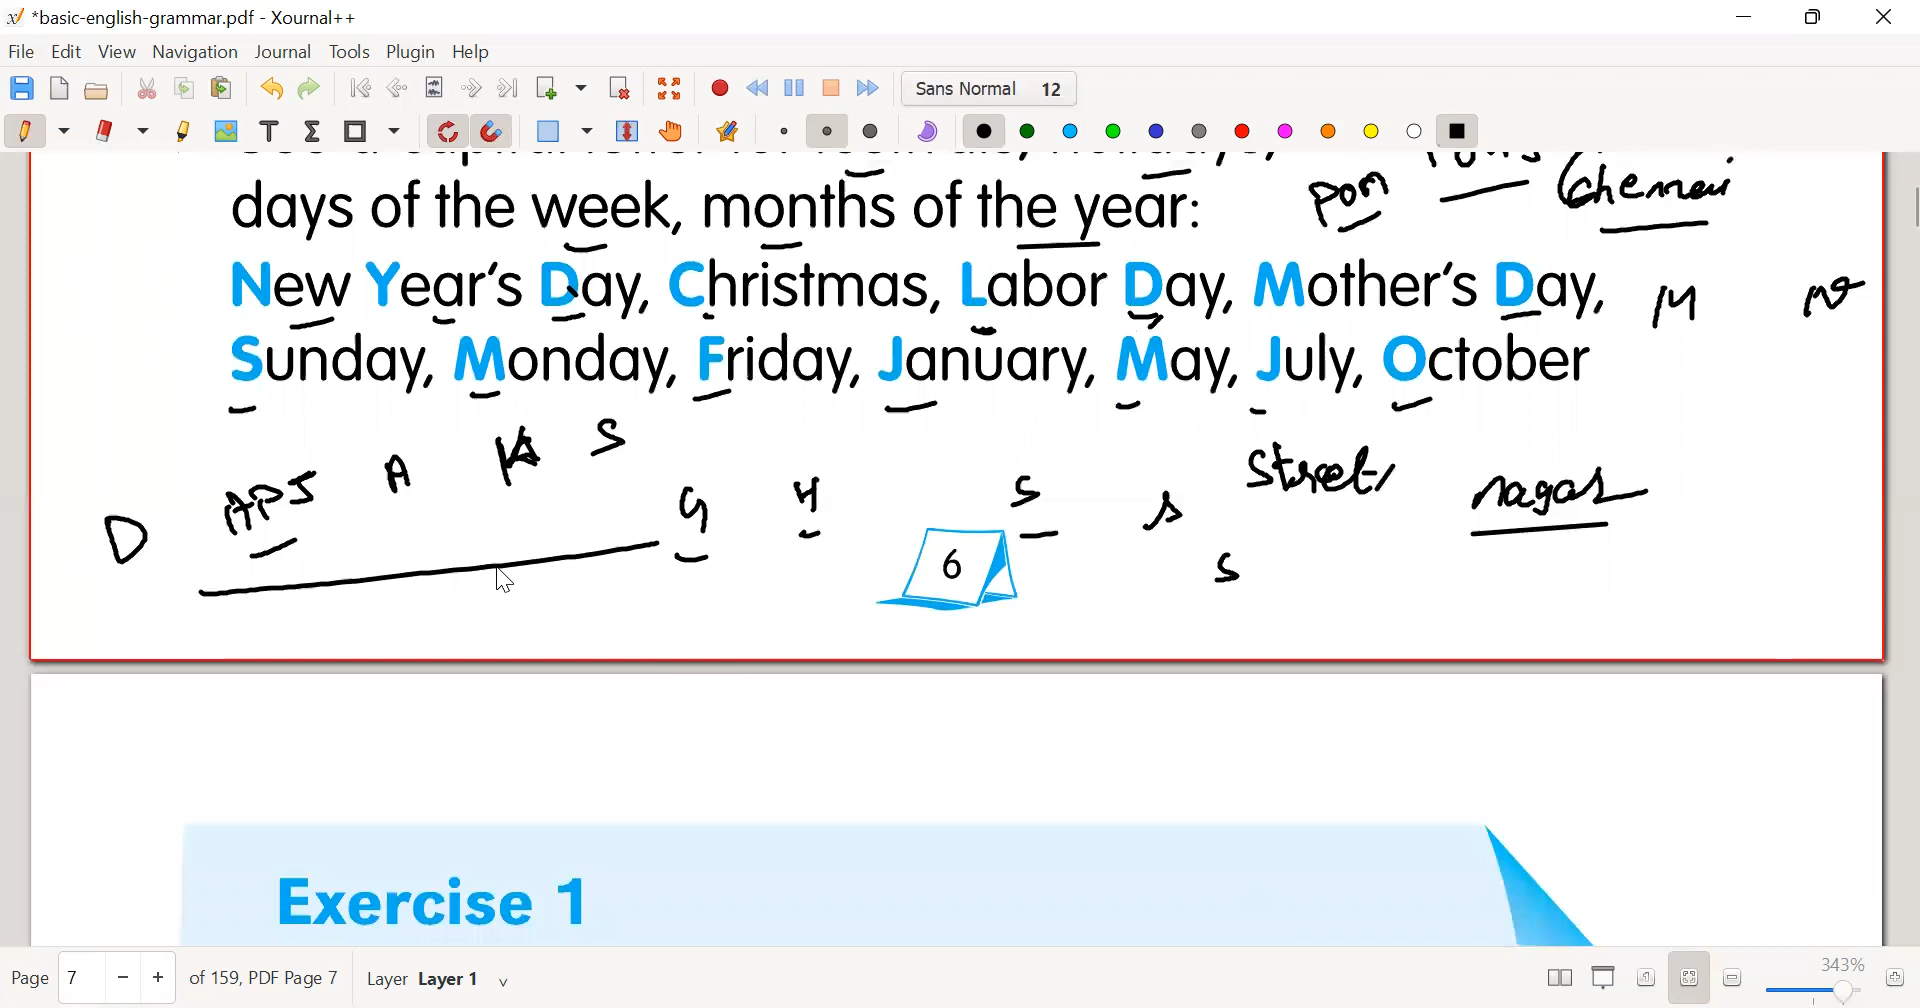 *basic-english-grammar.pdf - Xournal++
File Edit View Navigation Journal Tools Plugin Help
Sans Normal 12
days of the week, months of the year:
Pom
Chennai
New Year's Day, Christmas, Labor Day, Mother's Day,
M
Sunday, Monday, Friday, January, May, July, October
A S
D G H S s Street, nagar
S
6
Exercise 1
Page 7 − + of 159, PDF Page 7 Layer Layer 1
343%